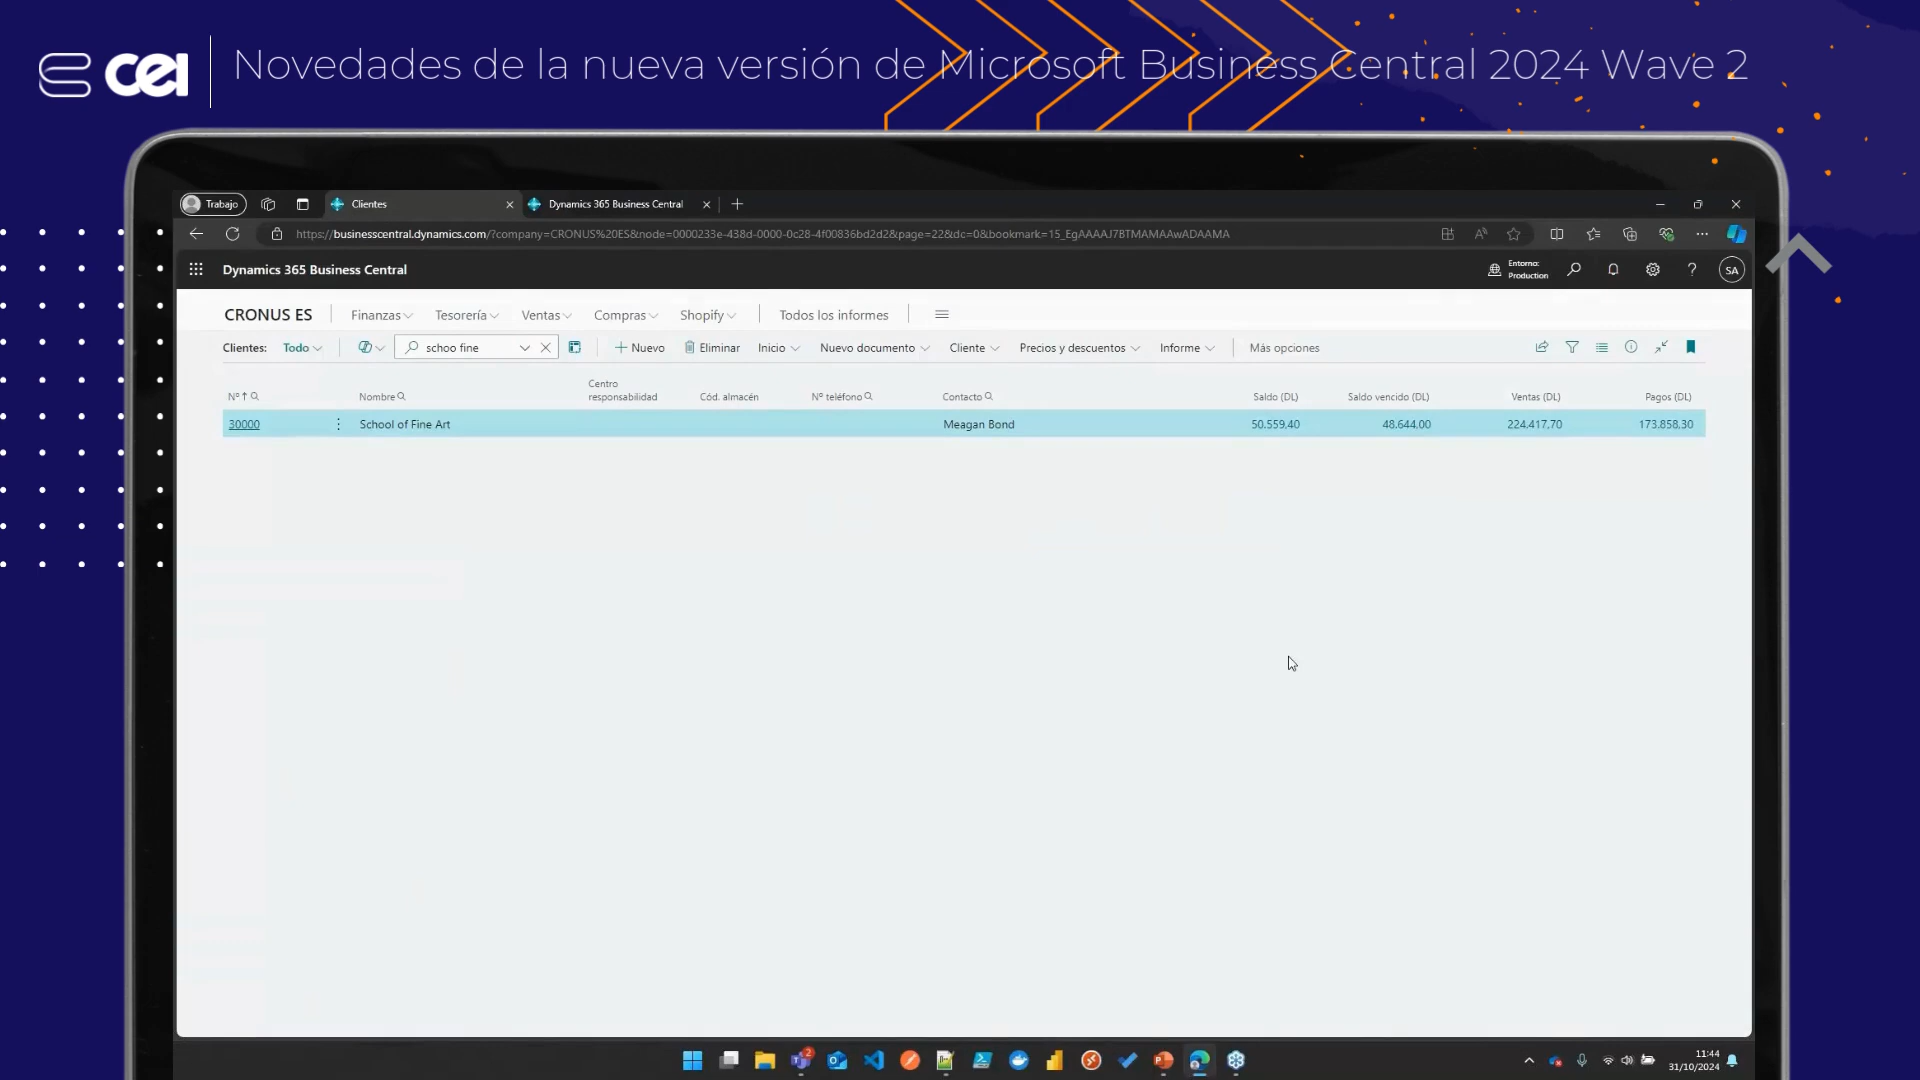 cei
Novedades de la nueva versión de Microsoft Business Central 2024 Wave 2
Trabajo
Clientes
Dynamics 365 Business Central
https://businesscentral.dynamics.com/?company=CRONUS%20ES&node=0000233e-438d-0000-0c28-4f00836bd2d2&page=22&dc=0&bookmark=15_EgAAAAJ7BTMAMAAwADAAMA
Dynamics 365 Business Central
Entorno:
Production
SA
CRONUS ES
Finanzas
Tesorería
Ventas
Compras
Shopify
Todos los informes
Clientes:
Todo
schoo fine
Nuevo
Eliminar
Inicio
Nuevo documento
Cliente
Precios y descuentos
Informe
Más opciones
Nº
Nombre
Centro
responsabilidad
Cód. almacén
Nº teléfono
Contacto
Saldo (DL)
Saldo vencido (DL)
Ventas (DL)
Pagos (DL)
30000
School of Fine Art
Meagan Bond
50.559,40
48.644,00
224.417,70
173.858,30
2
11:44
31/10/2024